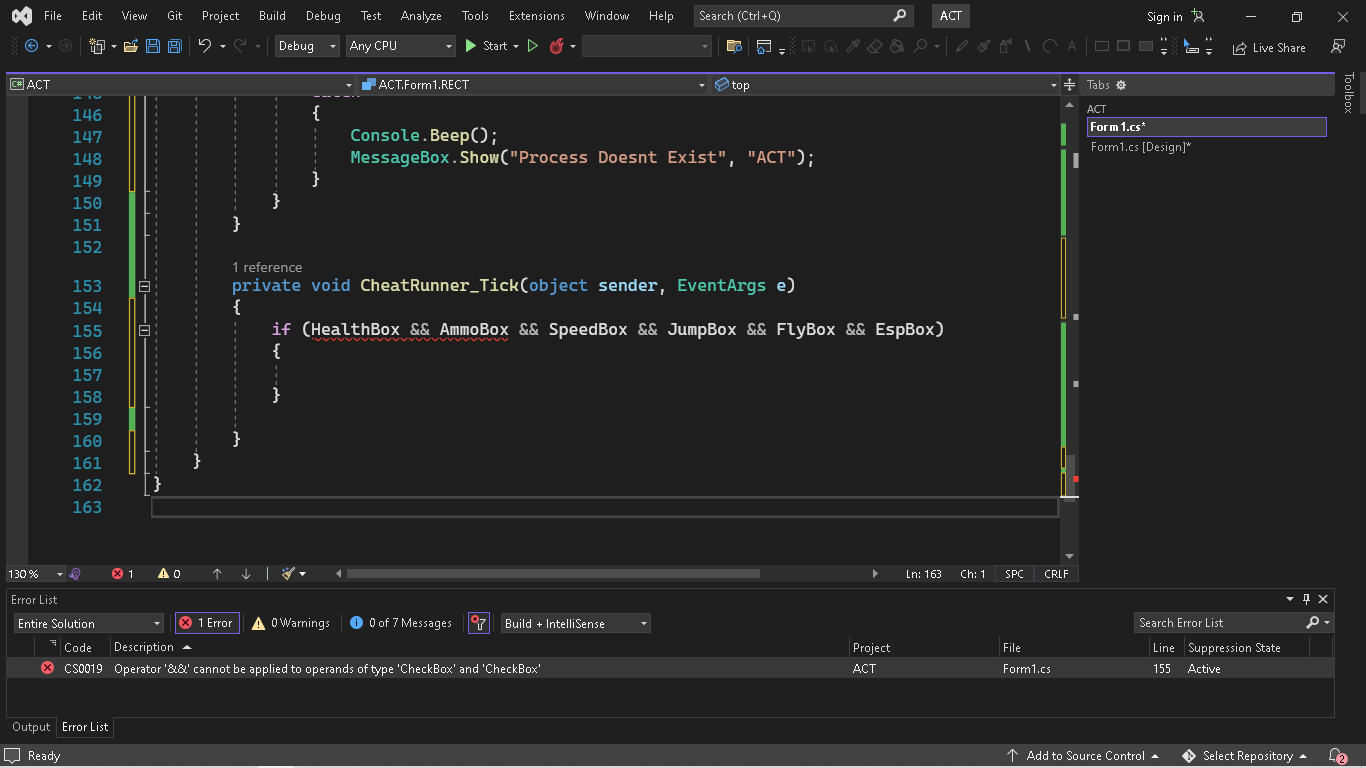 File Edit View Git Project Build Debug Test Analyze Tools Extensions Window Help Search (Ctrl+Q) ACT Sign in
Debug Any CPU Start Live Share
C# ACT ACT.Form1.RECT top Tabs
Toolbox
ACT
Form1.cs*
Form1.cs [Design]*
146 {
147 Console.Beep();
148 MessageBox.Show("Process Doesnt Exist", "ACT");
149 }
150 }
151 }
152
1 reference
153 private void CheatRunner_Tick(object sender, EventArgs e)
154 {
155 if (HealthBox && AmmoBox && SpeedBox && JumpBox && FlyBox && EspBox)
156 {
157
158 }
159
160 }
161 }
162 }
163
130 % 1 0 Ln: 163 Ch: 1 SPC CRLF
Error List
Entire Solution 1 Error 0 Warnings 0 of 7 Messages Build + IntelliSense Search Error List
Code Description Project File Line Suppression State
CS0019 Operator '&&' cannot be applied to operands of type 'CheckBox' and 'CheckBox' ACT Form1.cs 155 Active
Output Error List
Ready Add to Source Control Select Repository 2